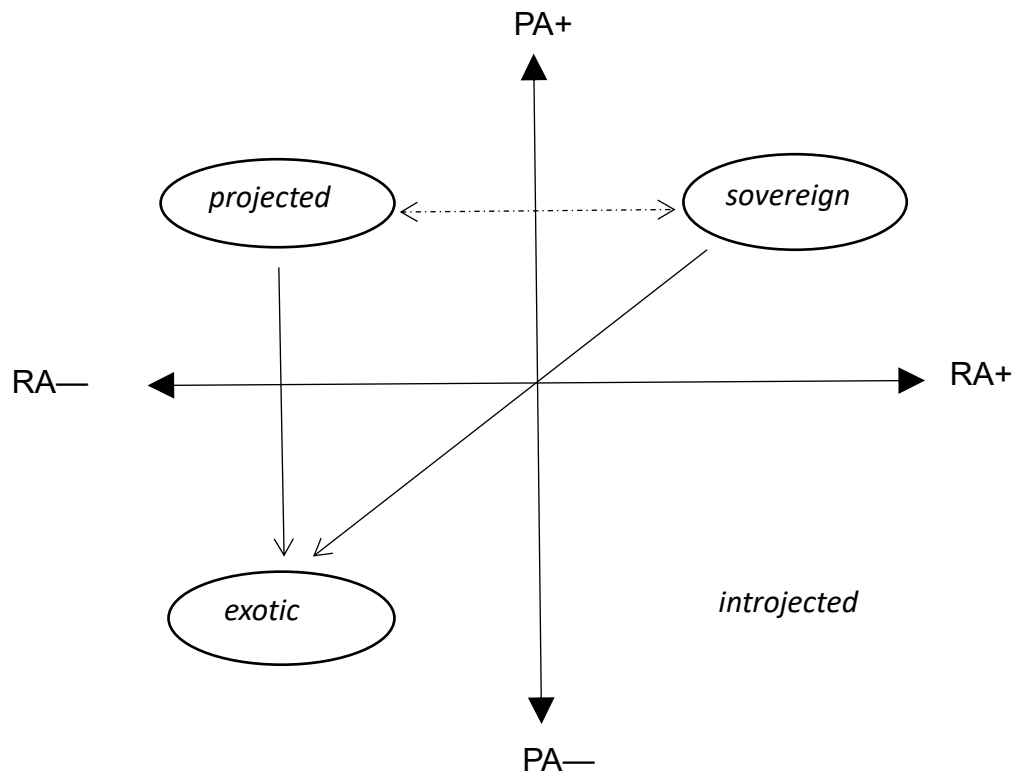 PA+
projected
sovereign
RA—
RA+
exotic
introjected
PA—